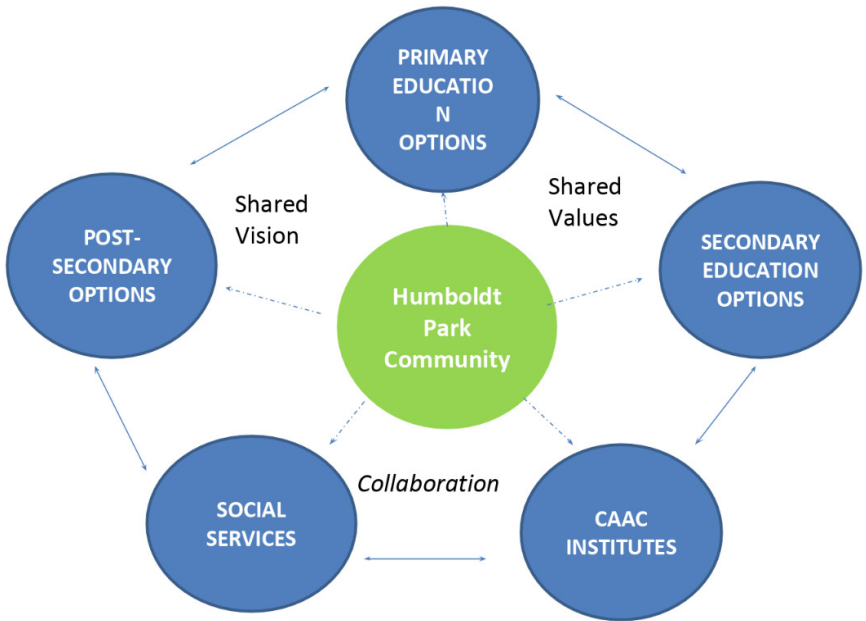 PRIMARY
EDUCATIO
N
OPTIONS
Shared
Vision
Shared
Values
POST-
SECONDARY
OPTIONS
SECONDARY
EDUCATION
OPTIONS
Humboldt
Park
Community
Collaboration
SOCIAL
SERVICES
CAAC
INSTITUTES